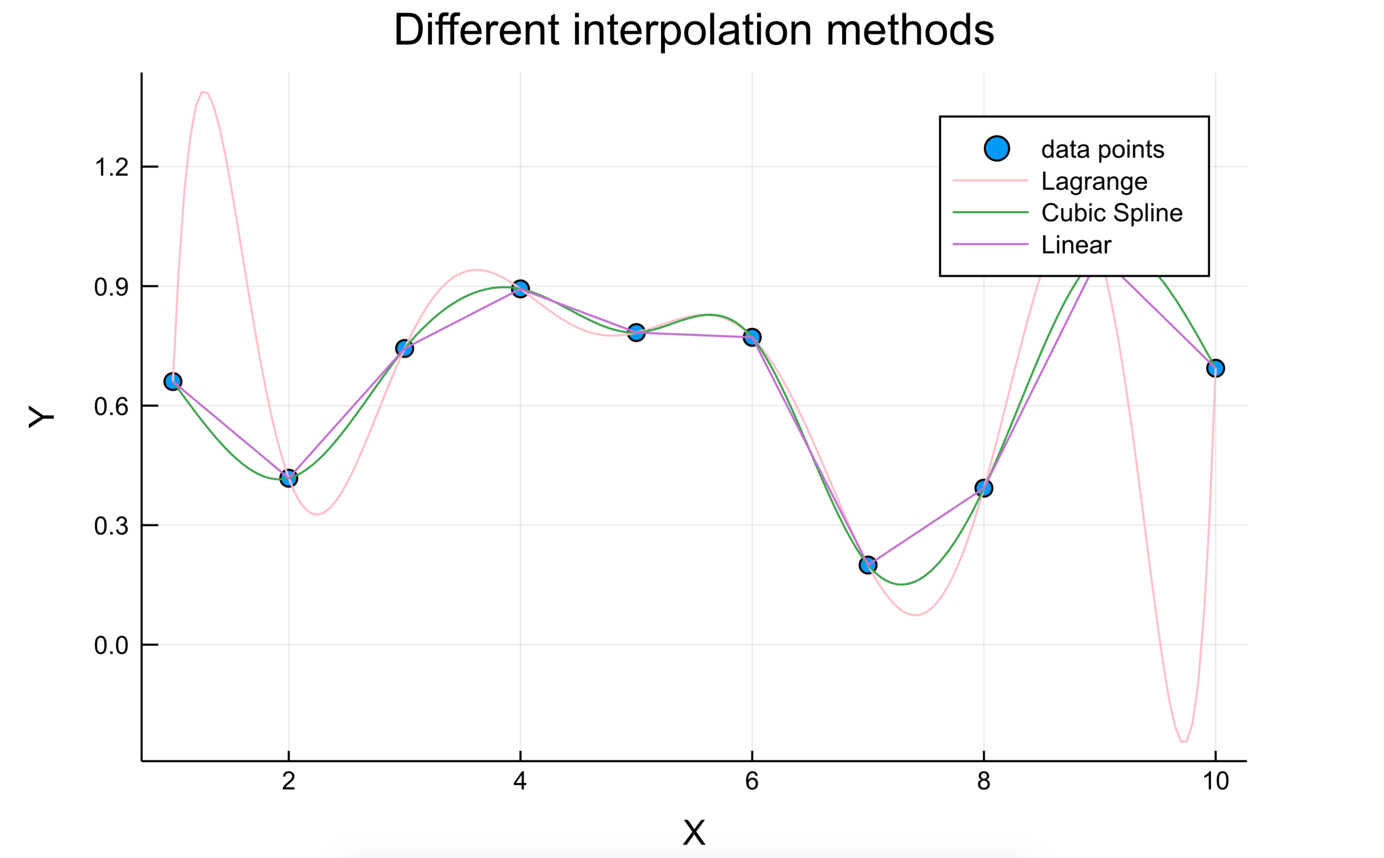 Different interpolation methods
data points
Lagrange
Cubic Spline
Linear
1.2
0.9
0.6
0.3
0.0
Y
2 4 6 8 10
X